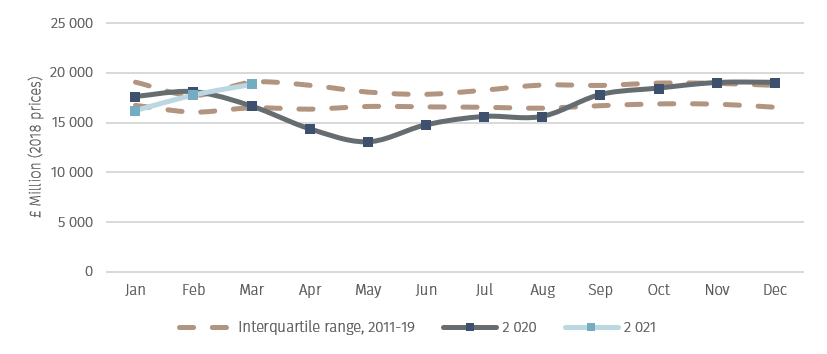 £ Million (2018 prices)
25 000
20 000
15 000
10 000
5 000
0
Jan Feb Mar Apr May Jun Jul Aug Sep Oct Nov Dec
Interquartile range, 2011-19 2 020 2 021